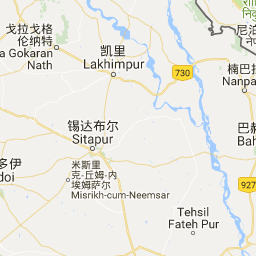 戈拉戈格
伦纳特
a Gokaran
Nath
凯里
Lakhimpur
尼泊
730
楠巴
Nanpa
锡达布尔
Sitapur
巴赫
Bah
多伊
doi
米斯里
克·丘姆·内
埃姆萨尔
Misrikh-cum-Neemsar
927
Tehsil
Fateh Pur